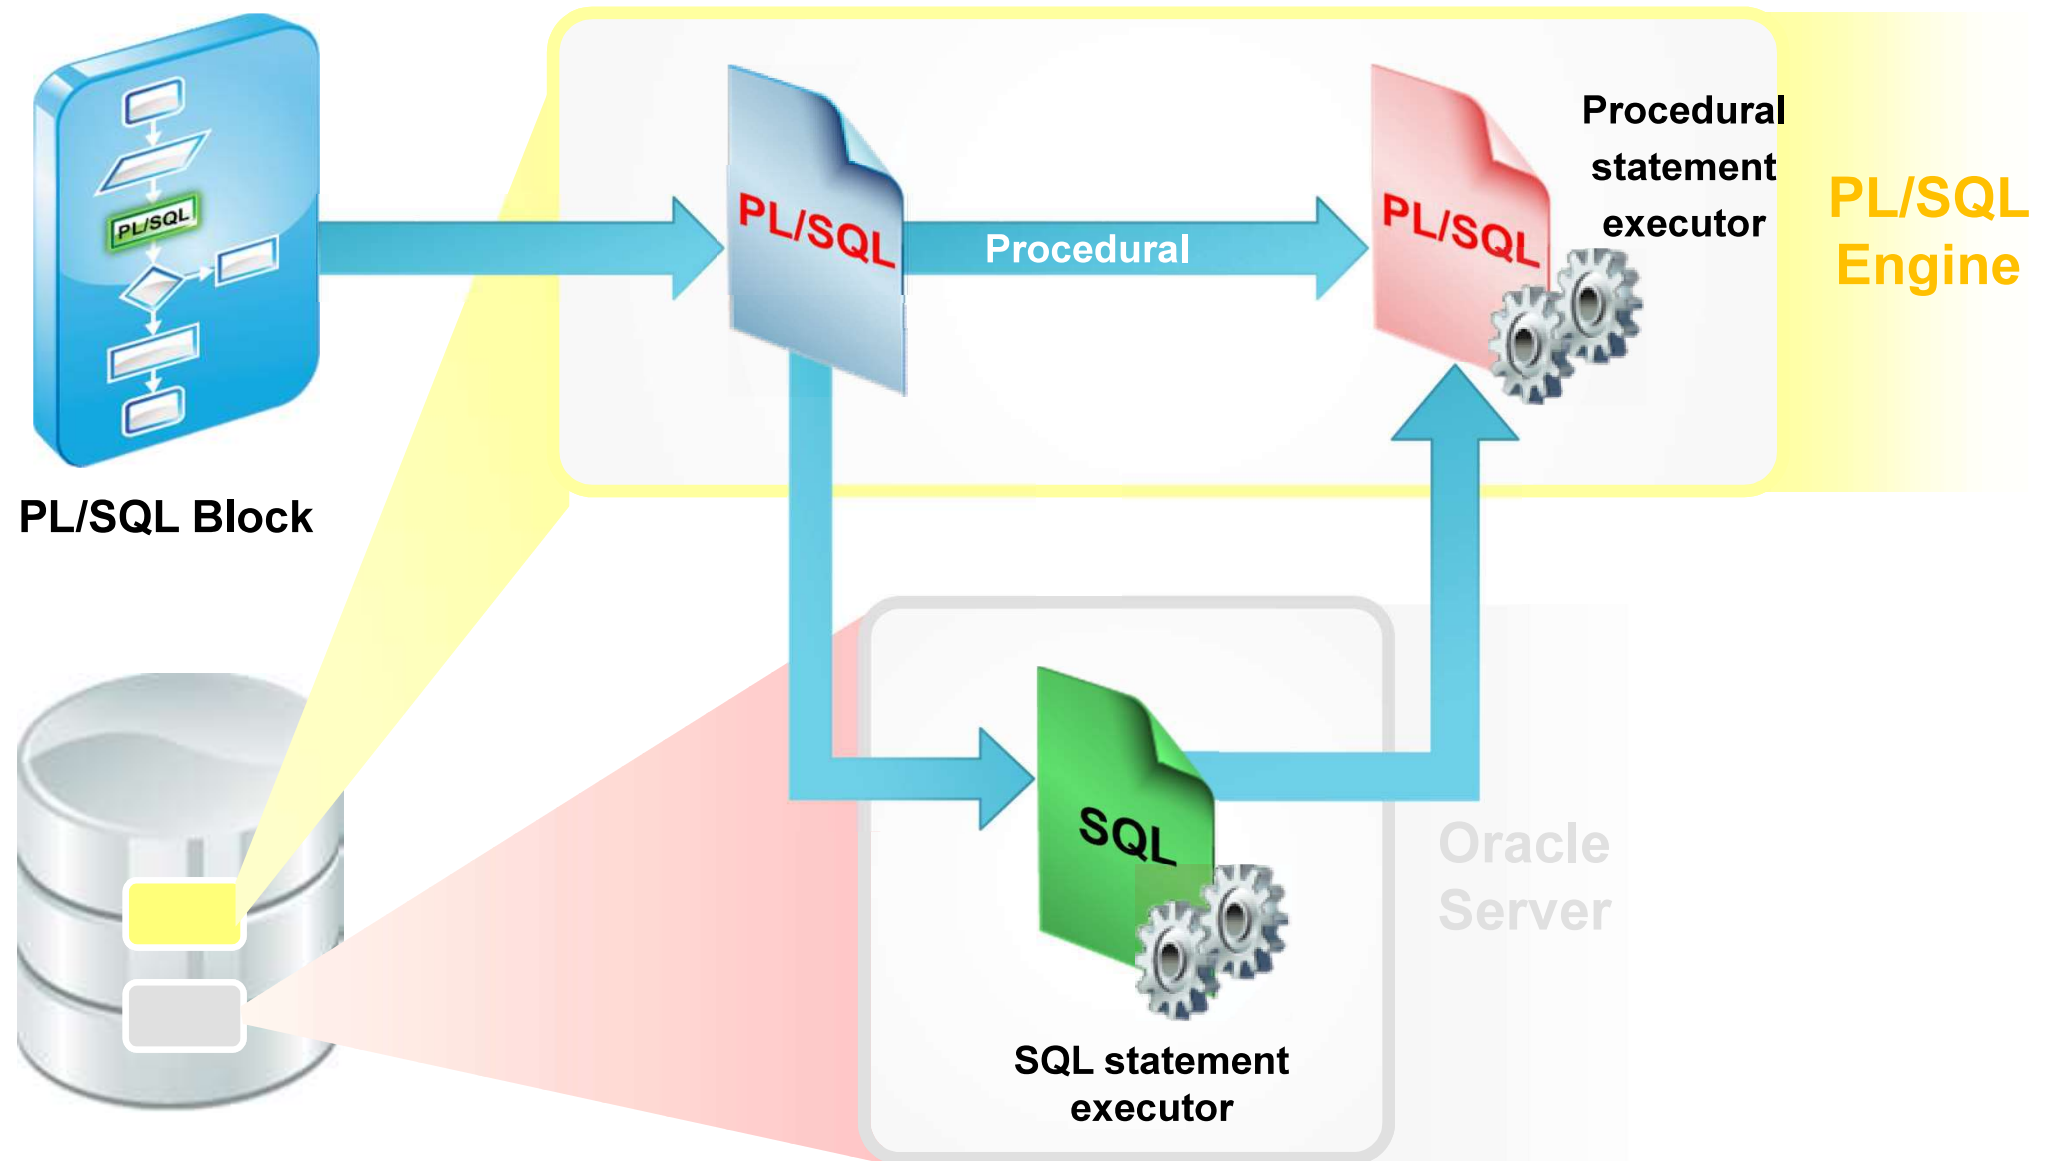 PL/SQL
PL/SQL Block
PL/SQL
Procedural
PL/SQL
Procedural
statement
executor
PL/SQL
Engine
SQL
SQL statement
executor
Oracle
Server